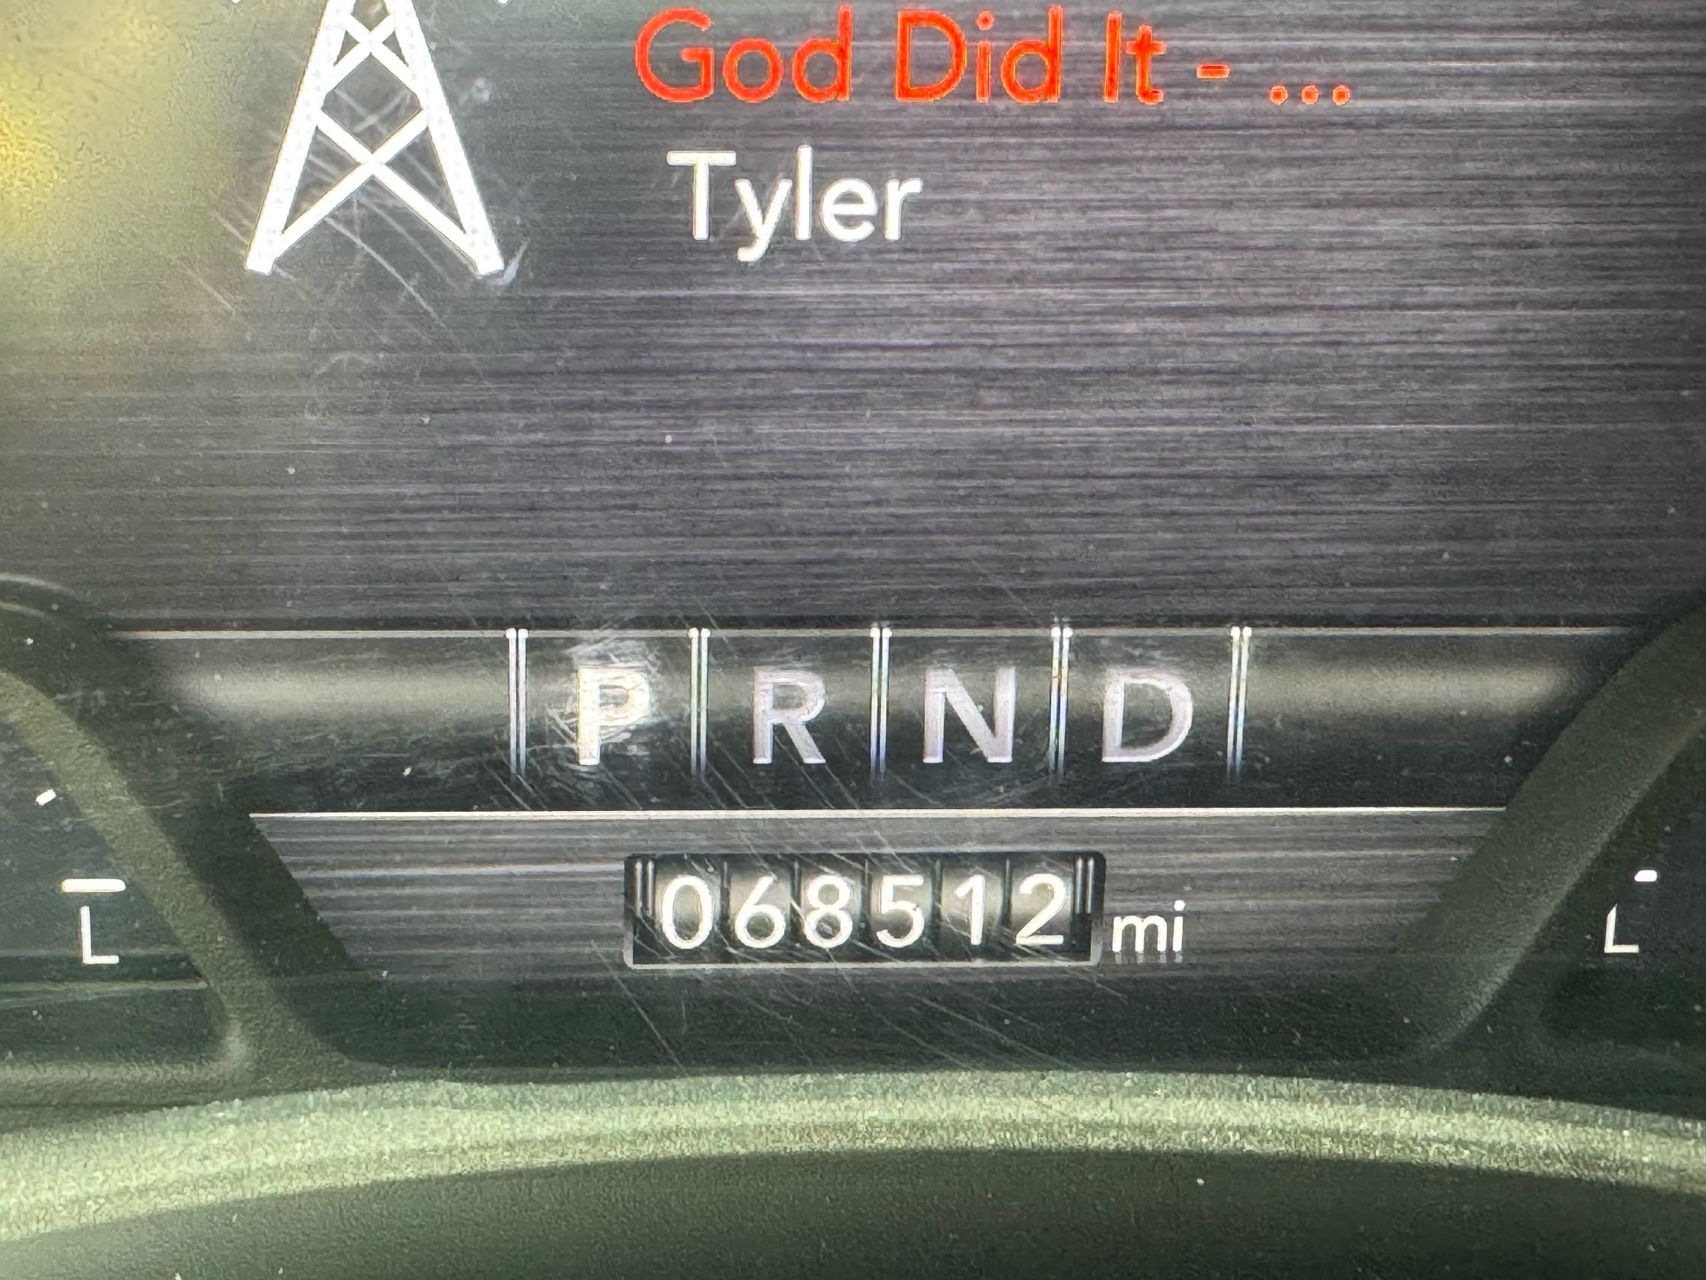 God Did It - ...
Tyler
P R N D
L
068512 mi
L